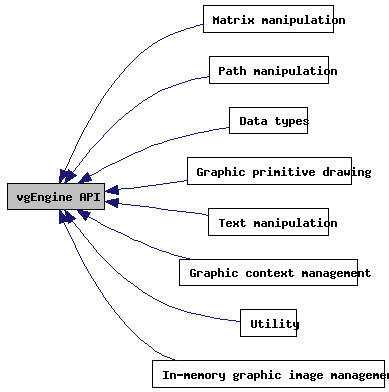 Matrix manipulation
Path manipulation
Data types
Graphic primitive drawing
vgEngine API
Text manipulation
Graphic context management
Utility
In-memory graphic image managemen